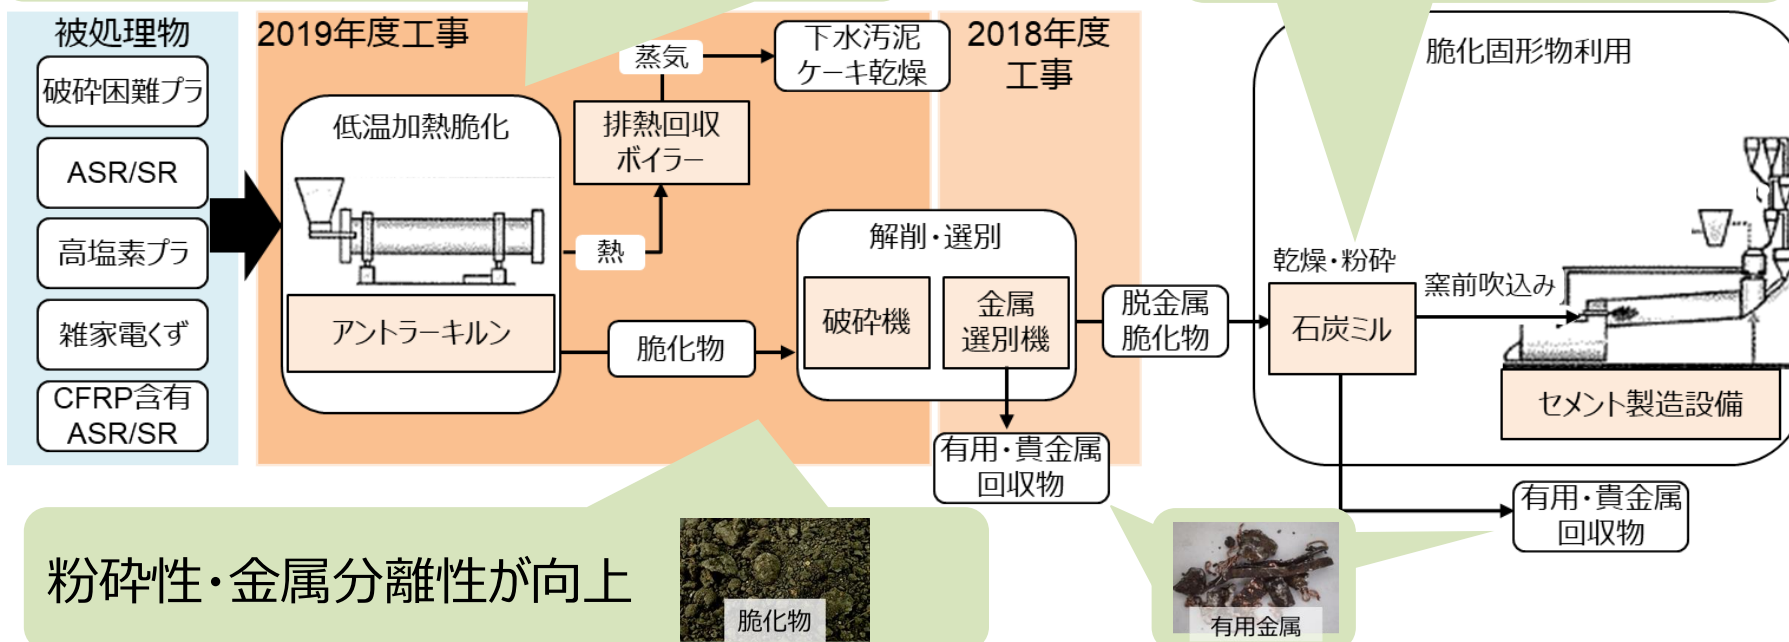 被処理物
破砕困難プラ
ASR/SR
高塩素プラ
雑家電くず
CFRP含有
ASR/SR
2019年度工事
低温加熱脆化
アントラーキルン
蒸気
下水汚泥
ケーキ乾燥
排熱回収
ボイラー
熱
脆化物
2018年度
工事
解削・選別
破砕機
金属
選別機
有用・貴金属
回収物
脱金属
脆化物
脆化固形物利用
乾燥・粉砕
石炭ミル
窯前吹込み
セメント製造設備
有用・貴金属
回収物
粉砕性・金属分離性が向上
脆化物
有用金属